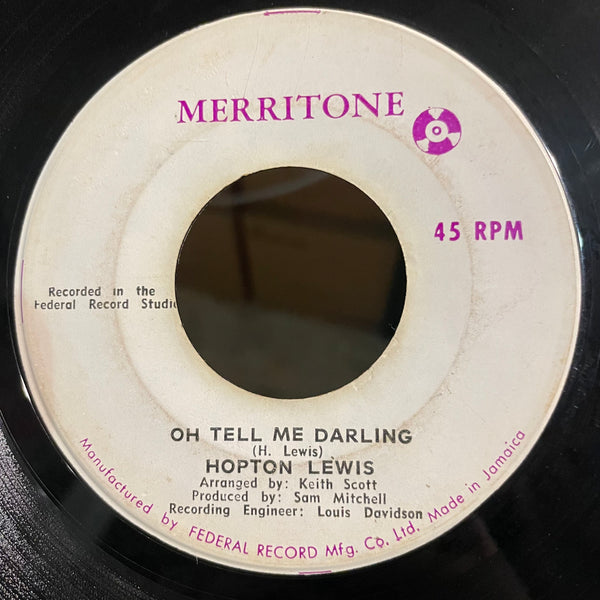 MERRITONE
45 RPM
Recorded in the
Federal Record Studio
OH TELL ME DARLING
(H. Lewis)
HOPTON LEWIS
Arranged by: Keith Scott
Produced by: Sam Mitchell
Recording Engineer: Louis Davidson
Manufactured by FEDERAL RECORD Mfg. Co. Ltd. Made in Jamaica